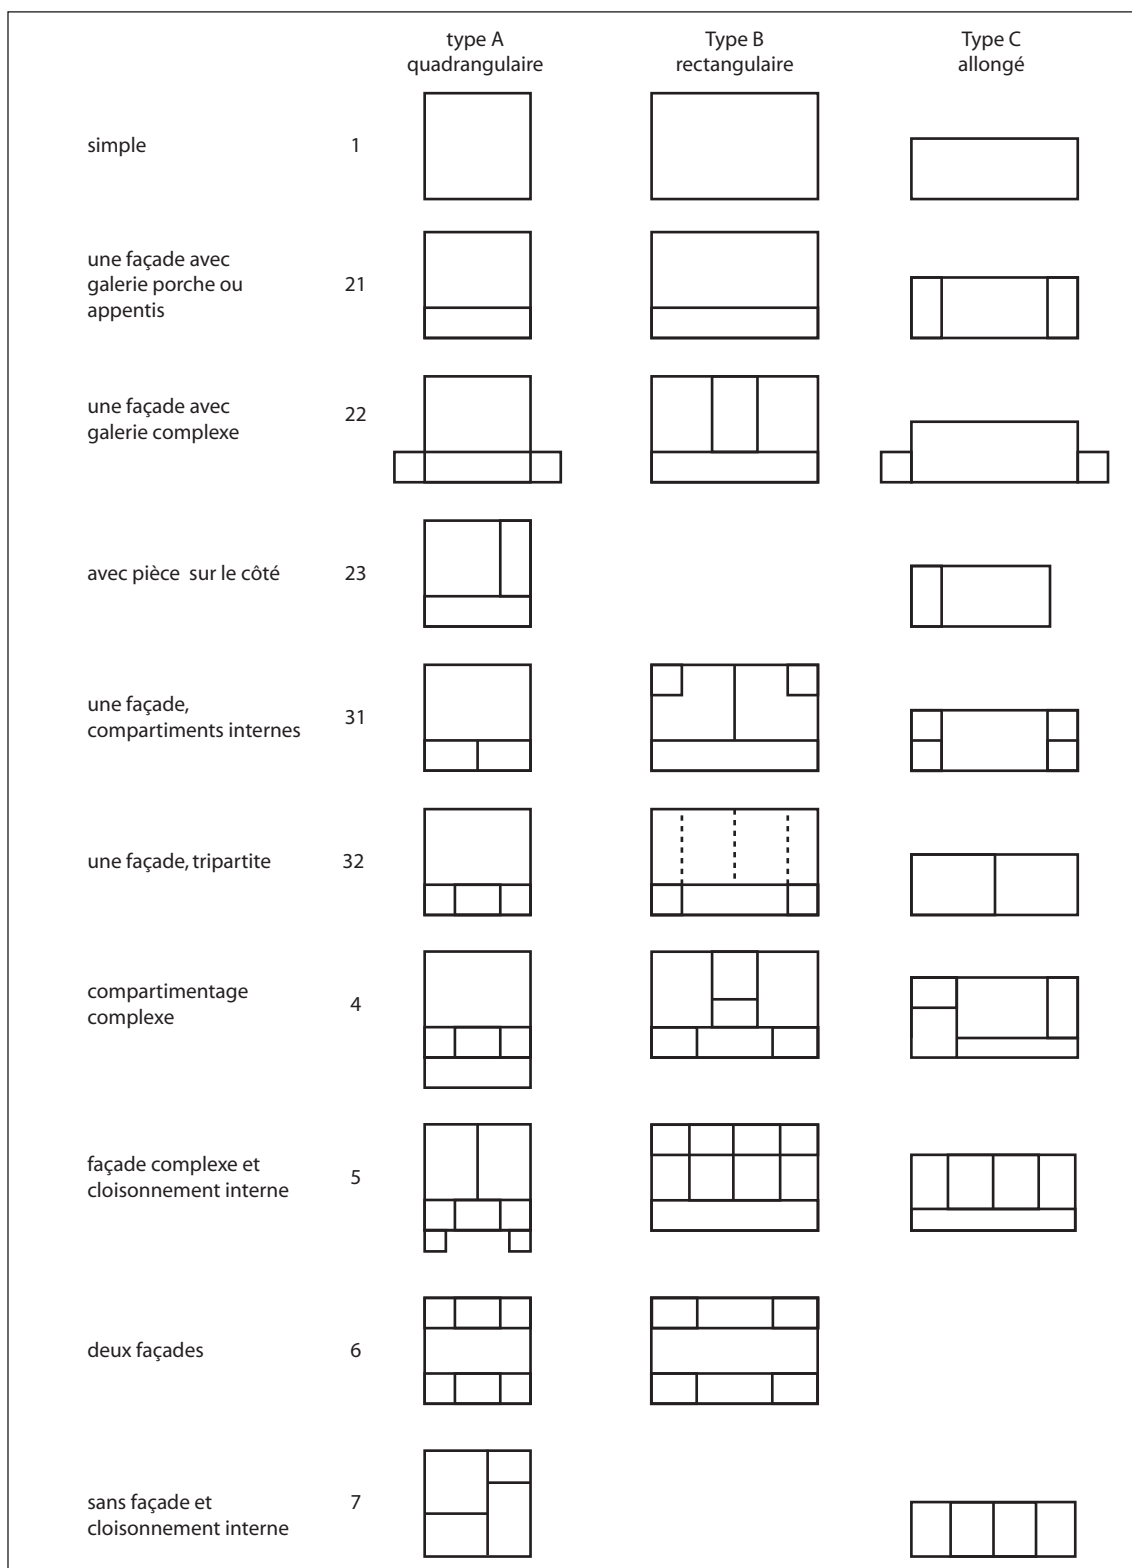 type A
quadrangulaire
Type B
rectangulaire
Type C
allongé
simple
1
une façade avec
galerie porche ou
appentis
21
une façade avec
galerie complexe
22
avec pièce sur le côté
23
une façade,
compartiments internes
31
une façade, tripartite
32
compartimentage
complexe
4
façade complexe et
cloisonnement interne
5
deux façades
6
sans façade et
cloisonnement interne
7